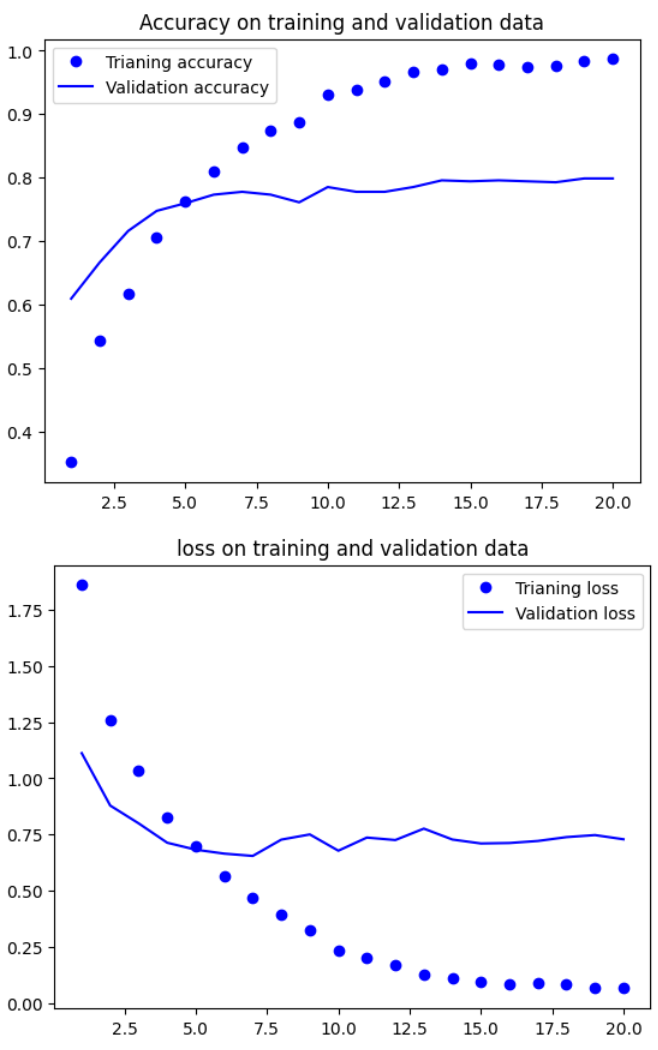 Accuracy on training and validation data
1.0
0.9
0.8
0.7
0.6
0.5
0.4
Trianing accuracy
Validation accuracy
2.5 5.0 7.5 10.0 12.5 15.0 17.5 20.0
loss on training and validation data
1.75
1.50
1.25
1.00
0.75
0.50
0.25
0.00
Trianing loss
Validation loss
2.5 5.0 7.5 10.0 12.5 15.0 17.5 20.0